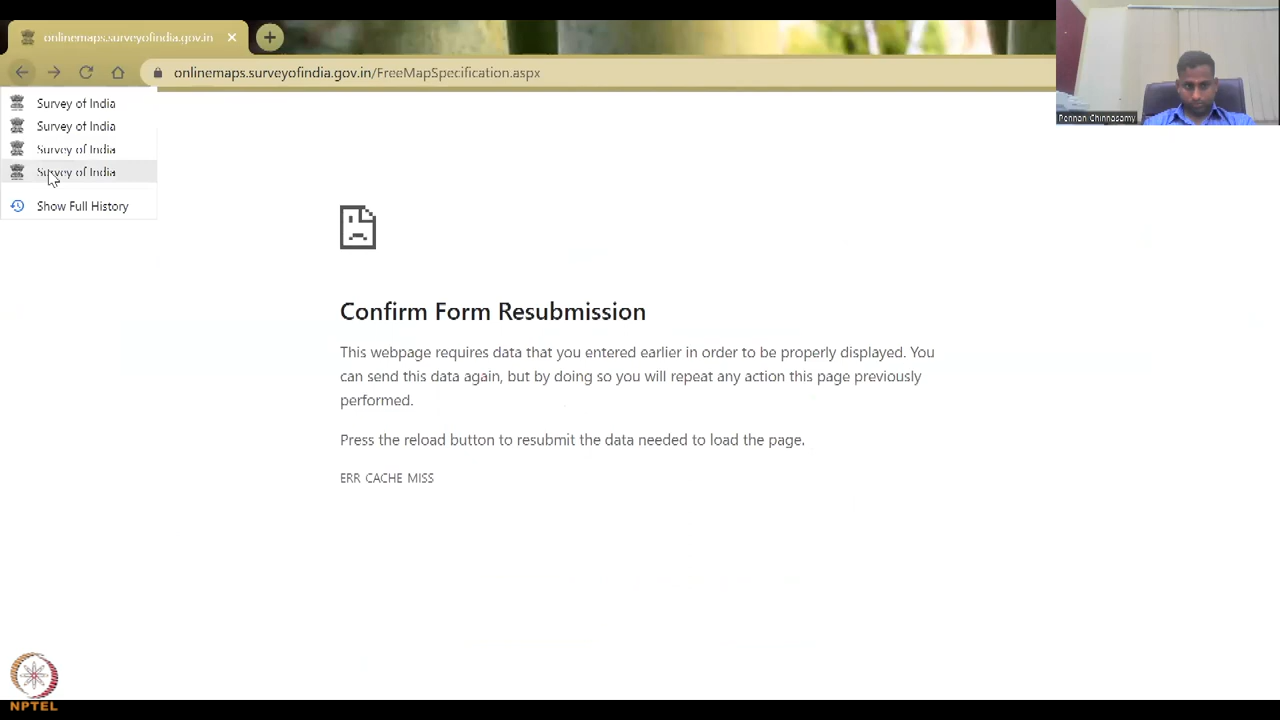 onlinemaps.surveyofindia.gov.in
onlinemaps.surveyofindia.gov.in/FreeMapSpecification.aspx
Survey of India
Survey of India
Survey of India
Survey of India
Show Full History
Pennan Chinnasamy
Confirm Form Resubmission
This webpage requires data that you entered earlier in order to be properly displayed. You
can send this data again, but by doing so you will repeat any action this page previously
performed.
Press the reload button to resubmit the data needed to load the page.
ERR CACHE MISS
NPTEL